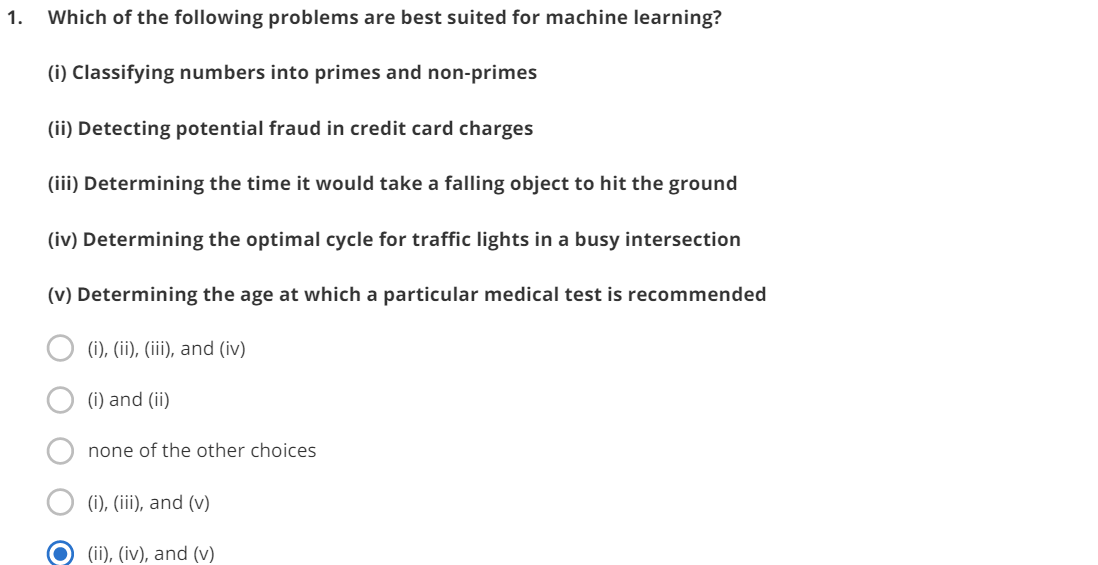 1. Which of the following problems are best suited for machine learning?
(i) Classifying numbers into primes and non-primes
(ii) Detecting potential fraud in credit card charges
(iii) Determining the time it would take a falling object to hit the ground
(iv) Determining the optimal cycle for traffic lights in a busy intersection
(v) Determining the age at which a particular medical test is recommended
(i), (ii), (iii), and (iv)
(i) and (ii)
none of the other choices
(i), (iii), and (v)
(ii), (iv), and (v)